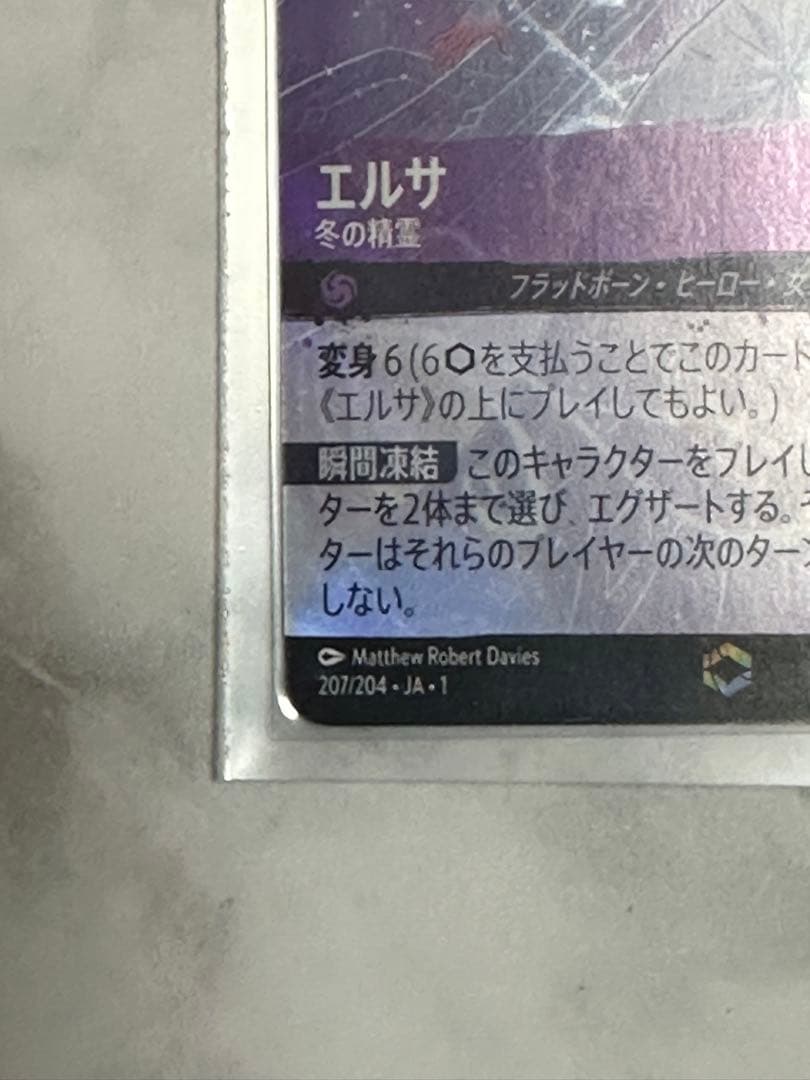 エルサ
冬の精霊
フラッドボーン・ヒーロー・女
変身 6 (6⬡を支払うことでこのカート
《エルサ》の上にプレイしてもよい。)
瞬間凍結 このキャラクターをプレイし
ターを2体まで選び、エグザートする。そ
ターはそれらのプレイヤーの次のターン
しない。
Matthew Robert Davies
207/204 • JA • 1